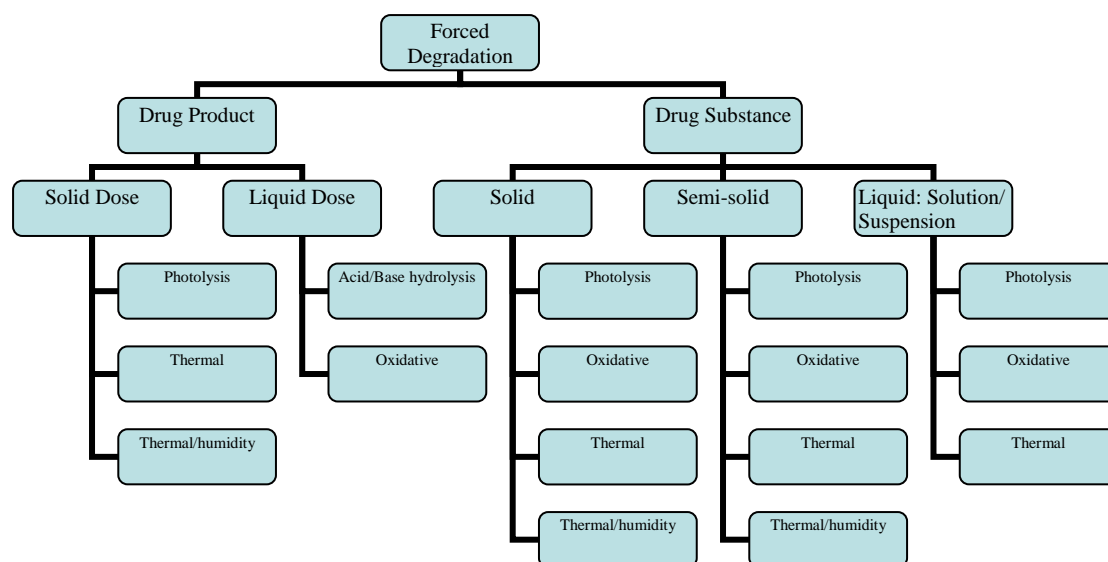 Forced
Degradation
Drug Product
Drug Substance
Solid Dose
Liquid Dose
Solid
Semi-solid
Liquid: Solution/
Suspension
Photolysis
Acid/Base hydrolysis
Photolysis
Photolysis
Photolysis
Thermal
Oxidative
Oxidative
Oxidative
Oxidative
Thermal/humidity
Thermal
Thermal
Thermal
Thermal/humidity
Thermal/humidity